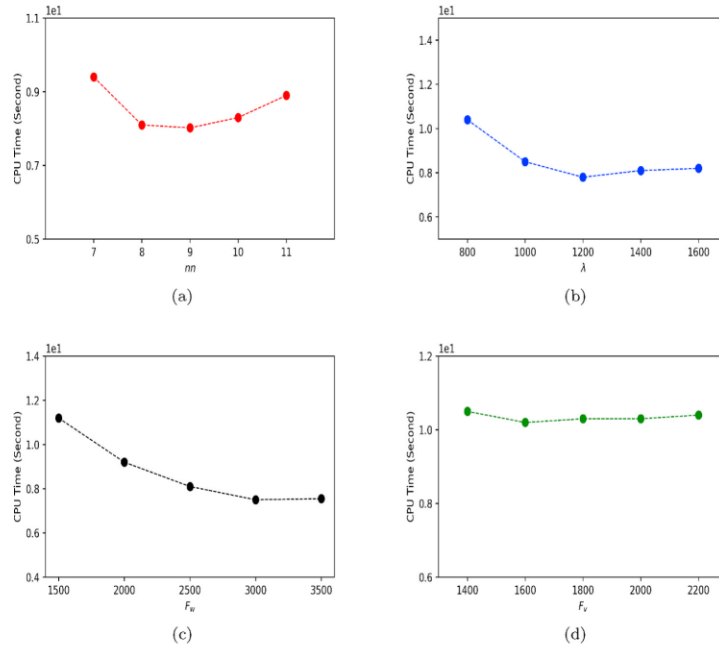 1e1
CPU Time (Second)
1.1
0.9
0.7
0.5
7 8 9 10 11
nn
(a)
1e1
CPU Time (Second)
1.4
1.2
1.0
0.8
0.6
800 1000 1200 1400 1600
λ
(b)
1e1
CPU Time (Second)
1.4
1.2
1.0
0.8
0.6
0.4
1500 2000 2500 3000 3500
F_w
(c)
1e1
CPU Time (Second)
1.2
1.0
0.8
0.6
1400 1600 1800 2000 2200
F_v
(d)